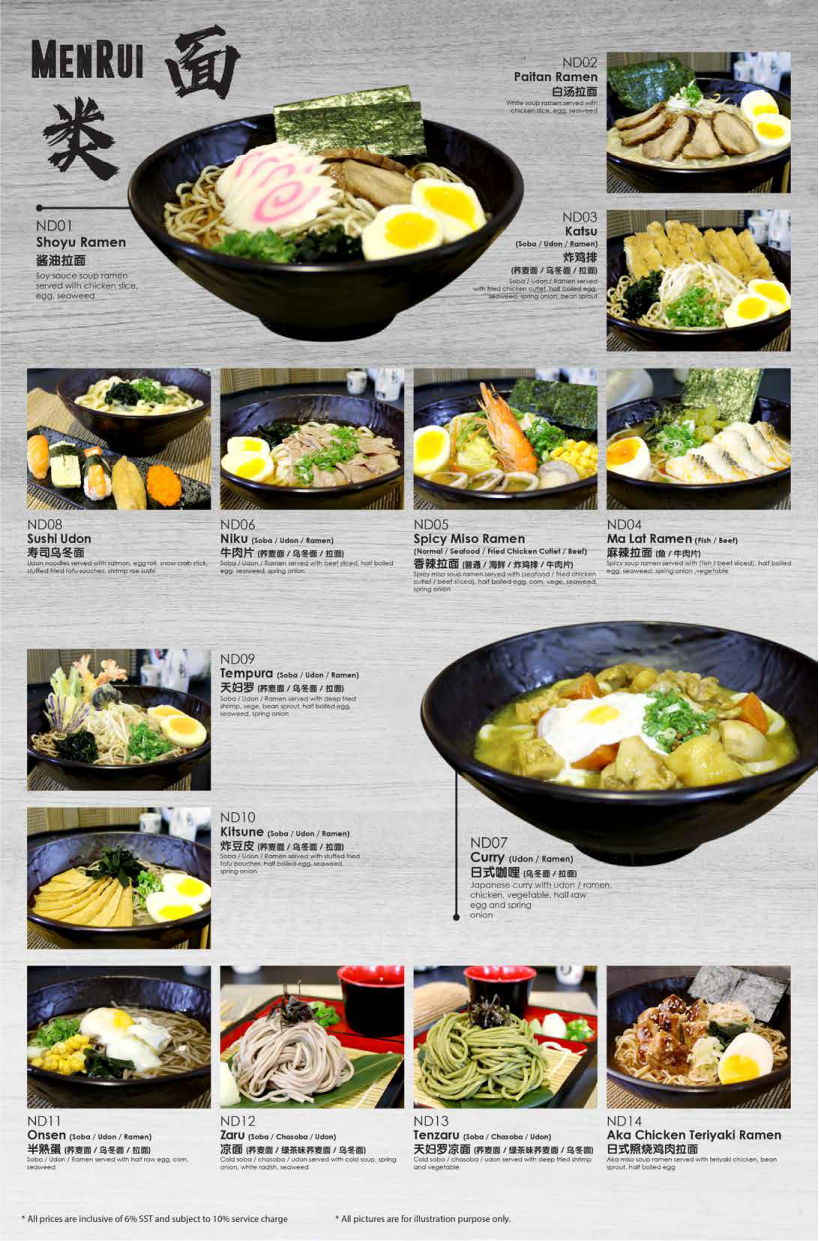 MENRUI 面
类
ND01
Shoyu Ramen
酱油拉面
Soy sauce soup ramen
served with chicken slice,
egg, seaweed
ND02
Paitan Ramen
白汤拉面
White soup ramen served with
chicken slice, egg, seaweed
ND03
Katsu
(Soba / Udon / Ramen)
炸鸡排
(荞麦面 / 乌冬面 / 拉面)
Soba / Udon / Ramen served
with fried chicken cutlet, half boiled egg,
seaweed, spring onion, bean sprout
ND08
Sushi Udon
寿司乌冬面
Udon noodles served with salmon, egg roll, snow crab stick,
stuffed fried tofu pouches, shrimp roe sushi
ND06
Niku (Soba / Udon / Ramen)
牛肉片 (荞麦面 / 乌冬面 / 拉面)
Soba / Udon / Ramen served with beef sliced, half boiled
egg, seaweed, spring onion
ND05
Spicy Miso Ramen
(Normal / Seafood / Fried Chicken Cutlet / Beef)
香辣拉面 (普通 / 海鲜 / 炸鸡排 / 牛肉片)
Spicy miso soup ramen served with (seafood / fried chicken
cutlet / beef sliced), half boiled egg, corn, vege, seaweed,
spring onion
ND04
Ma Lat Ramen (Fish / Beef)
麻辣拉面 (鱼 / 牛肉片)
Spicy soup ramen served with (fish / beef sliced), half boiled
egg, seaweed, spring onion ,vegetable
ND09
Tempura (Soba / Udon / Ramen)
天妇罗 (荞麦面 / 乌冬面 / 拉面)
Soba / Udon / Ramen served with deep fried
shrimp, vege, bean sprout, half boiled egg,
seaweed, spring onion
ND10
Kitsune (Soba / Udon / Ramen)
炸豆皮 (荞麦面 / 乌冬面 / 拉面)
Soba / Udon / Ramen served with stuffed fried
tofu pouches, half boiled egg, seaweed,
spring onion
ND07
Curry (Udon / Ramen)
日式咖喱 (乌冬面 / 拉面)
Japanese curry with udon / ramen,
chicken, vegetable, half raw
egg and spring
onion
ND11
Onsen (Soba / Udon / Ramen)
半熟蛋 (荞麦面 / 乌冬面 / 拉面)
Soba / Udon / Ramen served with half raw egg, corn,
seaweed
ND12
Zaru (Soba / Chasoba / Udon)
凉面 (荞麦面 / 绿茶味荞麦面 / 乌冬面)
Cold soba / chasoba / udon served with cold soup, spring
onion, white radish, seaweed
ND13
Tenzaru (Soba / Chasoba / Udon)
天妇罗凉面 (荞麦面 / 绿茶味荞麦面 / 乌冬面)
Cold soba / chasoba / udon served with deep fried shrimp
and vegetable
ND14
Aka Chicken Teriyaki Ramen
日式照烧鸡肉拉面
Aka miso soup ramen served with teriyaki chicken, bean
sprout, half boiled egg
* All prices are inclusive of 6% SST and subject to 10% service charge
* All pictures are for illustration purpose only.